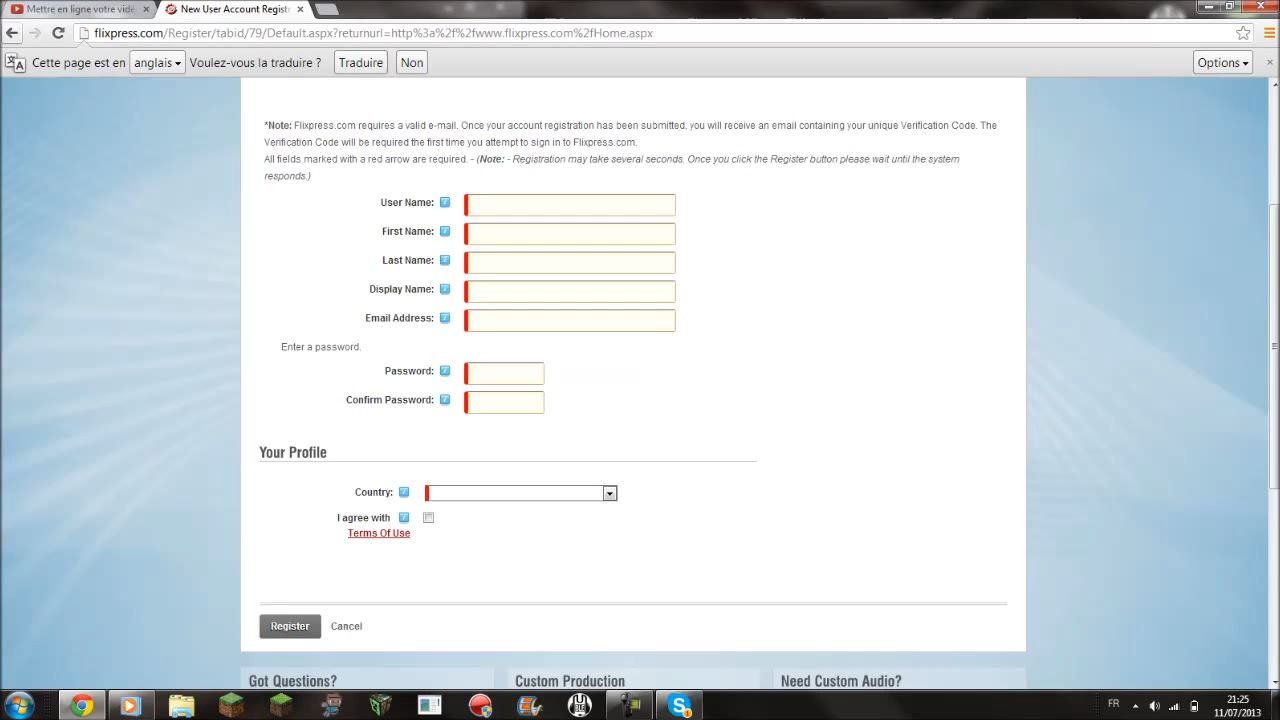 Mettre en ligne votre vidé
New User Account Registr
flixpress.com/Register/tabid/79/Default.aspx?returnurl=http%3a%2f%2fwww.flixpress.com%2fHome.aspx
Cette page est en anglais Voulez-vous la traduire ? Traduire Non Options
*Note: Flixpress.com requires a valid e-mail. Once your account registration has been submitted, you will receive an email containing your unique Verification Code. The
Verification Code will be required the first time you attempt to sign in to Flixpress.com.
All fields marked with a red arrow are required. - (Note: - Registration may take several seconds. Once you click the Register button please wait until the system
responds.)
User Name:
First Name:
Last Name:
Display Name:
Email Address:
Enter a password.
Password:
Confirm Password:
Your Profile
Country:
I agree with
Terms Of Use
Register Cancel
Got Questions? Custom Production Need Custom Audio?
FR 21:25
11/07/2013